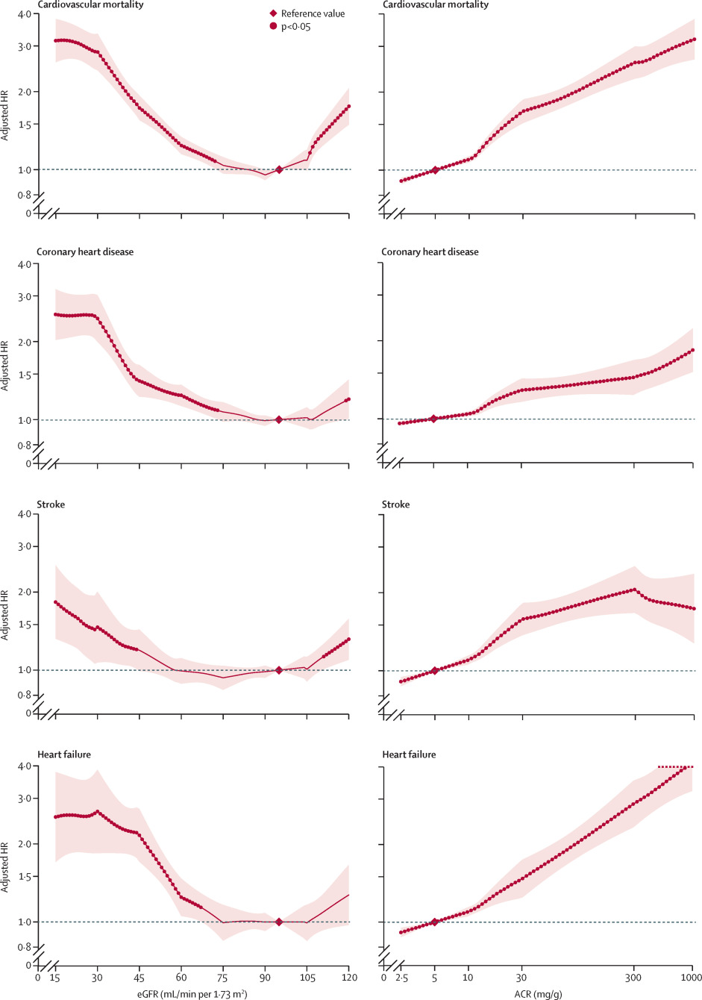 Cardiovascular mortality
Cardiovascular mortality
Reference value
p<0·05
4·0
3·0
2·0
1·5
1·0
0·8
0
Adjusted HR
Coronary heart disease
Coronary heart disease
4·0
3·0
2·0
1·5
1·0
0·8
0
Adjusted HR
Stroke
Stroke
4·0
3·0
2·0
1·5
1·0
0·8
0
Adjusted HR
Heart failure
Heart failure
4·0
3·0
2·0
1·5
1·0
0·8
0
Adjusted HR
0 15 30 45 60 75 90 105 120
eGFR (mL/min per 1·73 m²)
0 2·5 5 10 30 300 1000
ACR (mg/g)